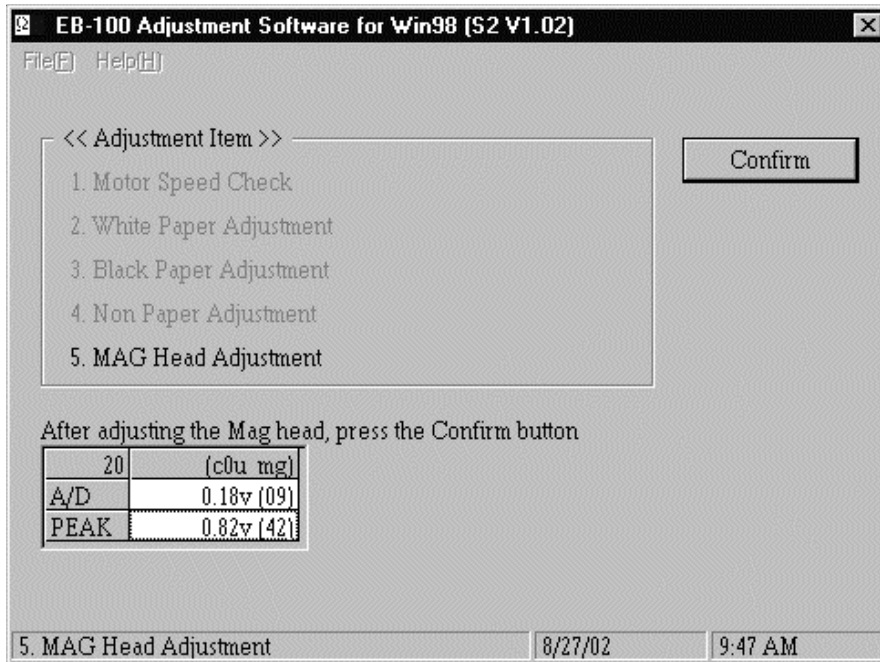 EB-100 Adjustment Software for Win98 (S2 V1.02)
File(F) Help(H)
<< Adjustment Item >>
Confirm
1. Motor Speed Check
2. White Paper Adjustment
3. Black Paper Adjustment
4. Non Paper Adjustment
5. MAG Head Adjustment
After adjusting the Mag head, press the Confirm button
20 (c0u mg)
A/D 0.18v (09)
PEAK 0.82v (42)
5. MAG Head Adjustment 8/27/02 9:47 AM